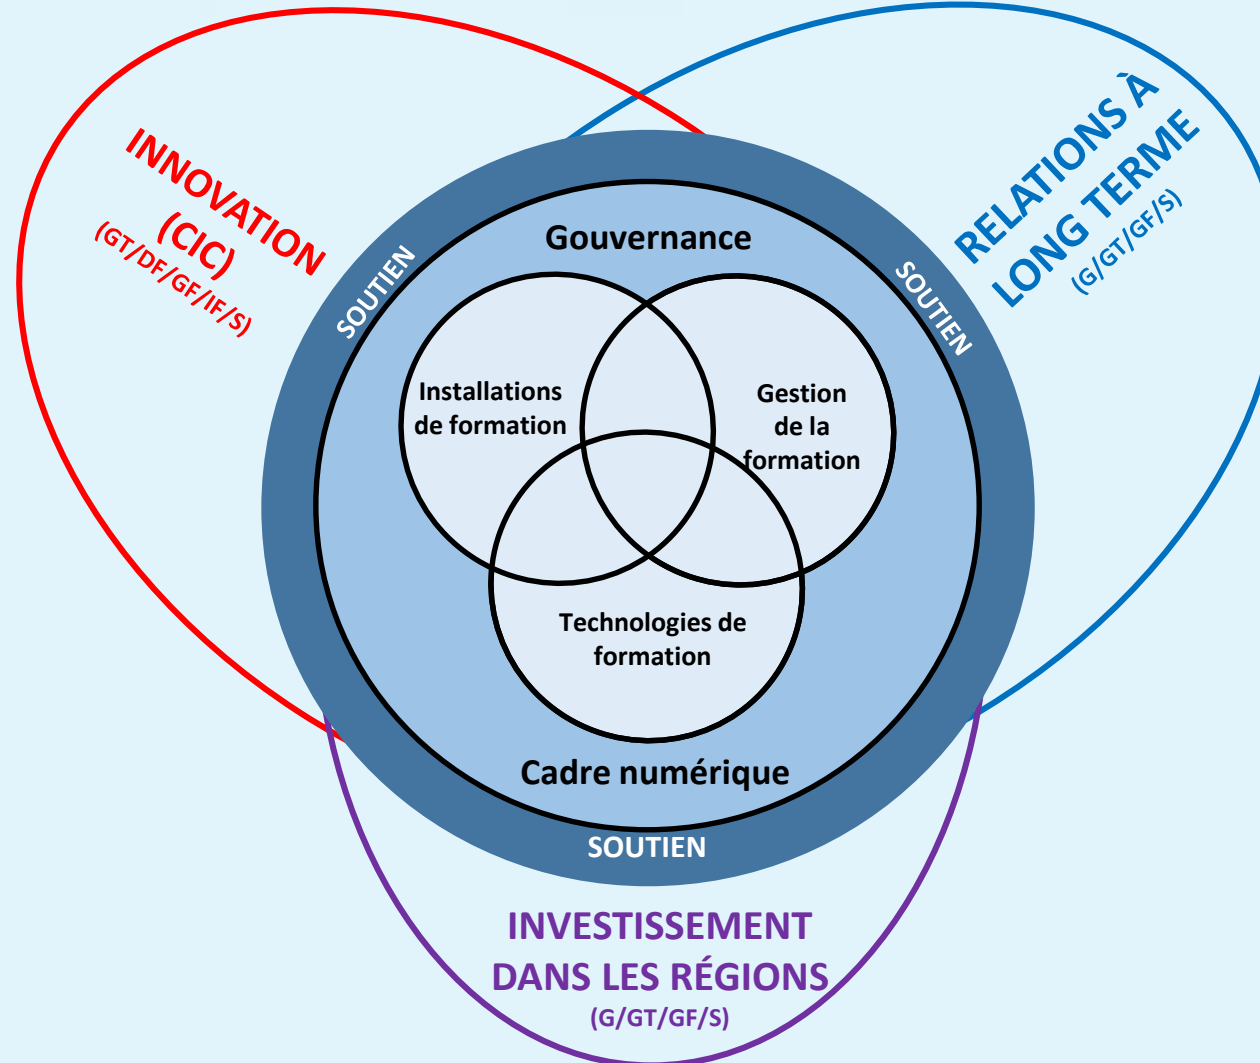 INNOVATION
(CIC)
(GT/DF/GF/IF/S)
RELATIONS À
LONG TERME
(G/GT/GF/S)
SOUTIEN
SOUTIEN
Gouvernance
Installations
de formation
Gestion
de la
formation
Technologies de
formation
Cadre numérique
SOUTIEN
INVESTISSEMENT
DANS LES RÉGIONS
(G/GT/GF/S)